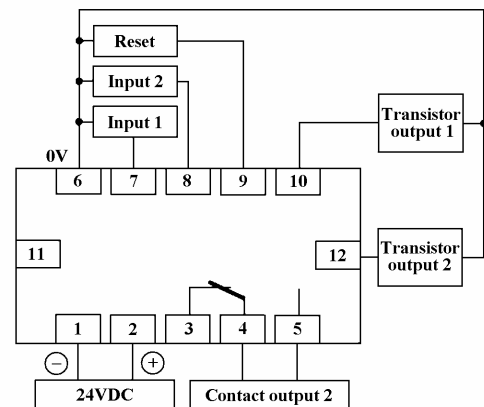 Reset
Input 2
Input 1
Transistor
output 1
0V
6 7 8 9 10
11
12
Transistor
output 2
1 2 3 4 5
− +
24VDC
Contact output 2